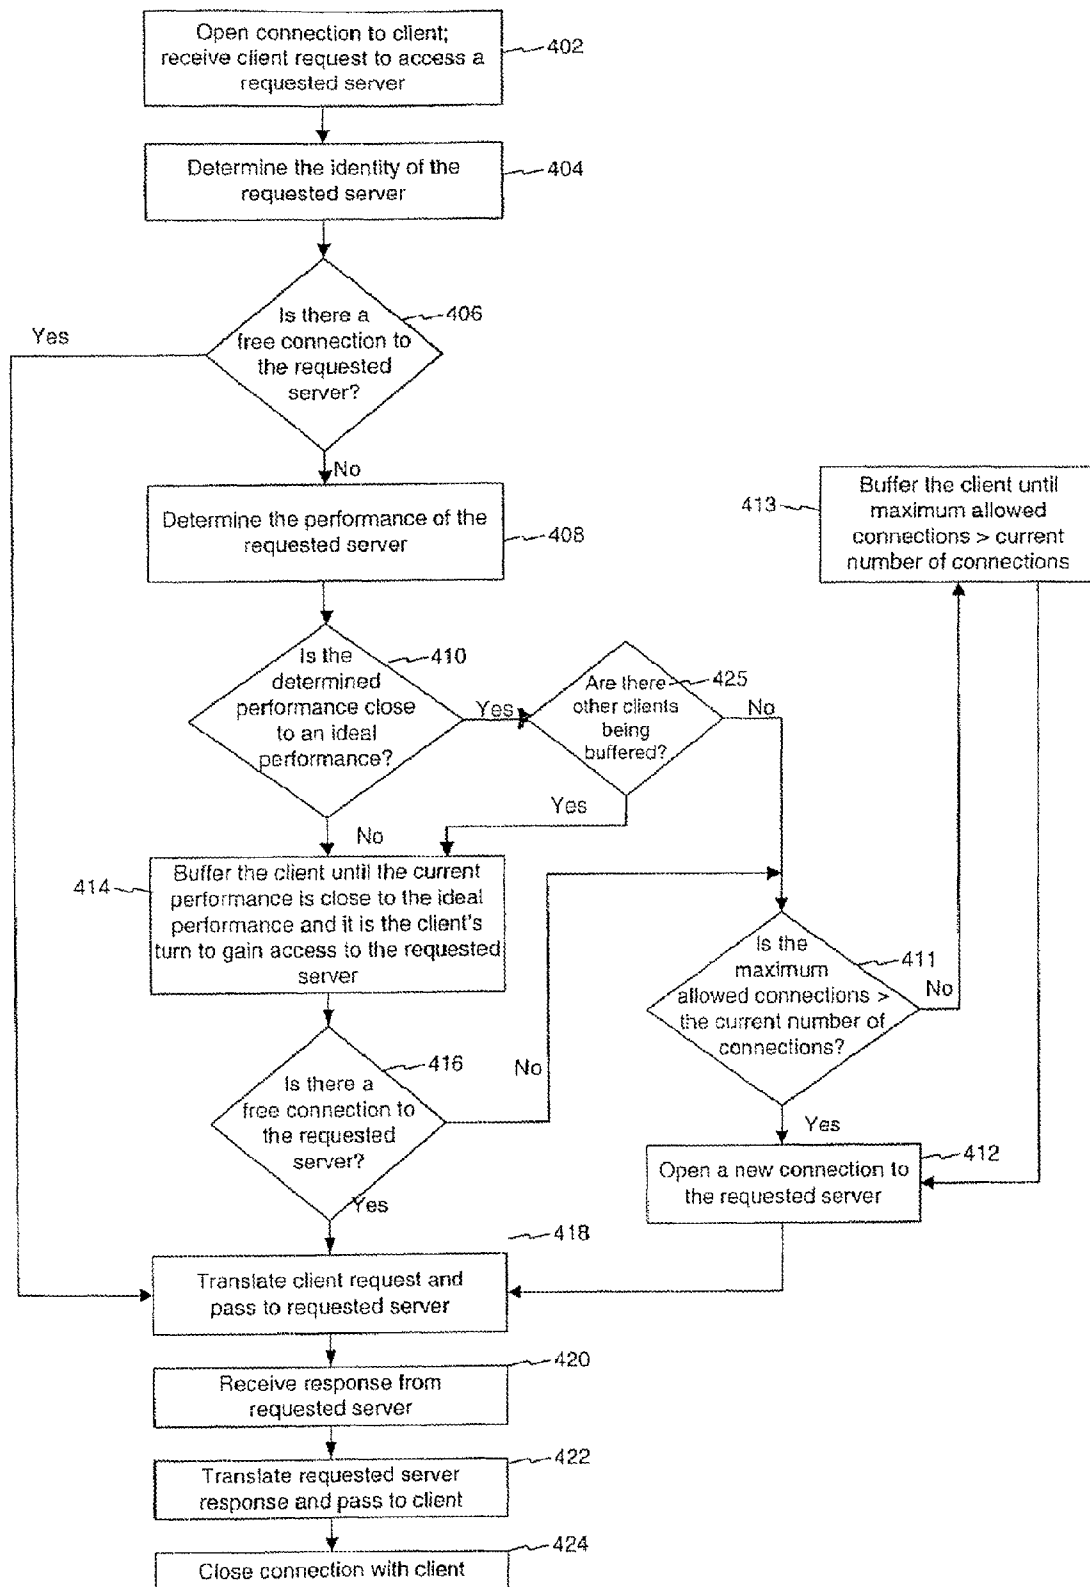 Open connection to client;
receive client request to access a
requested server
402
Determine the identity of the
requested server
404
Is there a
free connection to
the requested
server?
406
Yes
No
Determine the performance of the
requested server
408
Buffer the client until
maximum allowed
connections > current
number of connections
413
Is the
determined
performance close
to an ideal
performance?
410
Yes
Are there
other clients
being
buffered?
425
No
Yes
No
Buffer the client until the current
performance is close to the ideal
performance and it is the client's
turn to gain access to the requested
server
414
Is the
maximum
allowed connections >
the current number of
connections?
411
No
Is there a
free connection to
the requested
server?
416
No
Yes
Yes
Open a new connection to
the requested server
412
418
Translate client request and
pass to requested server
420
Receive response from
requested server
422
Translate requested server
response and pass to client
424
Close connection with client